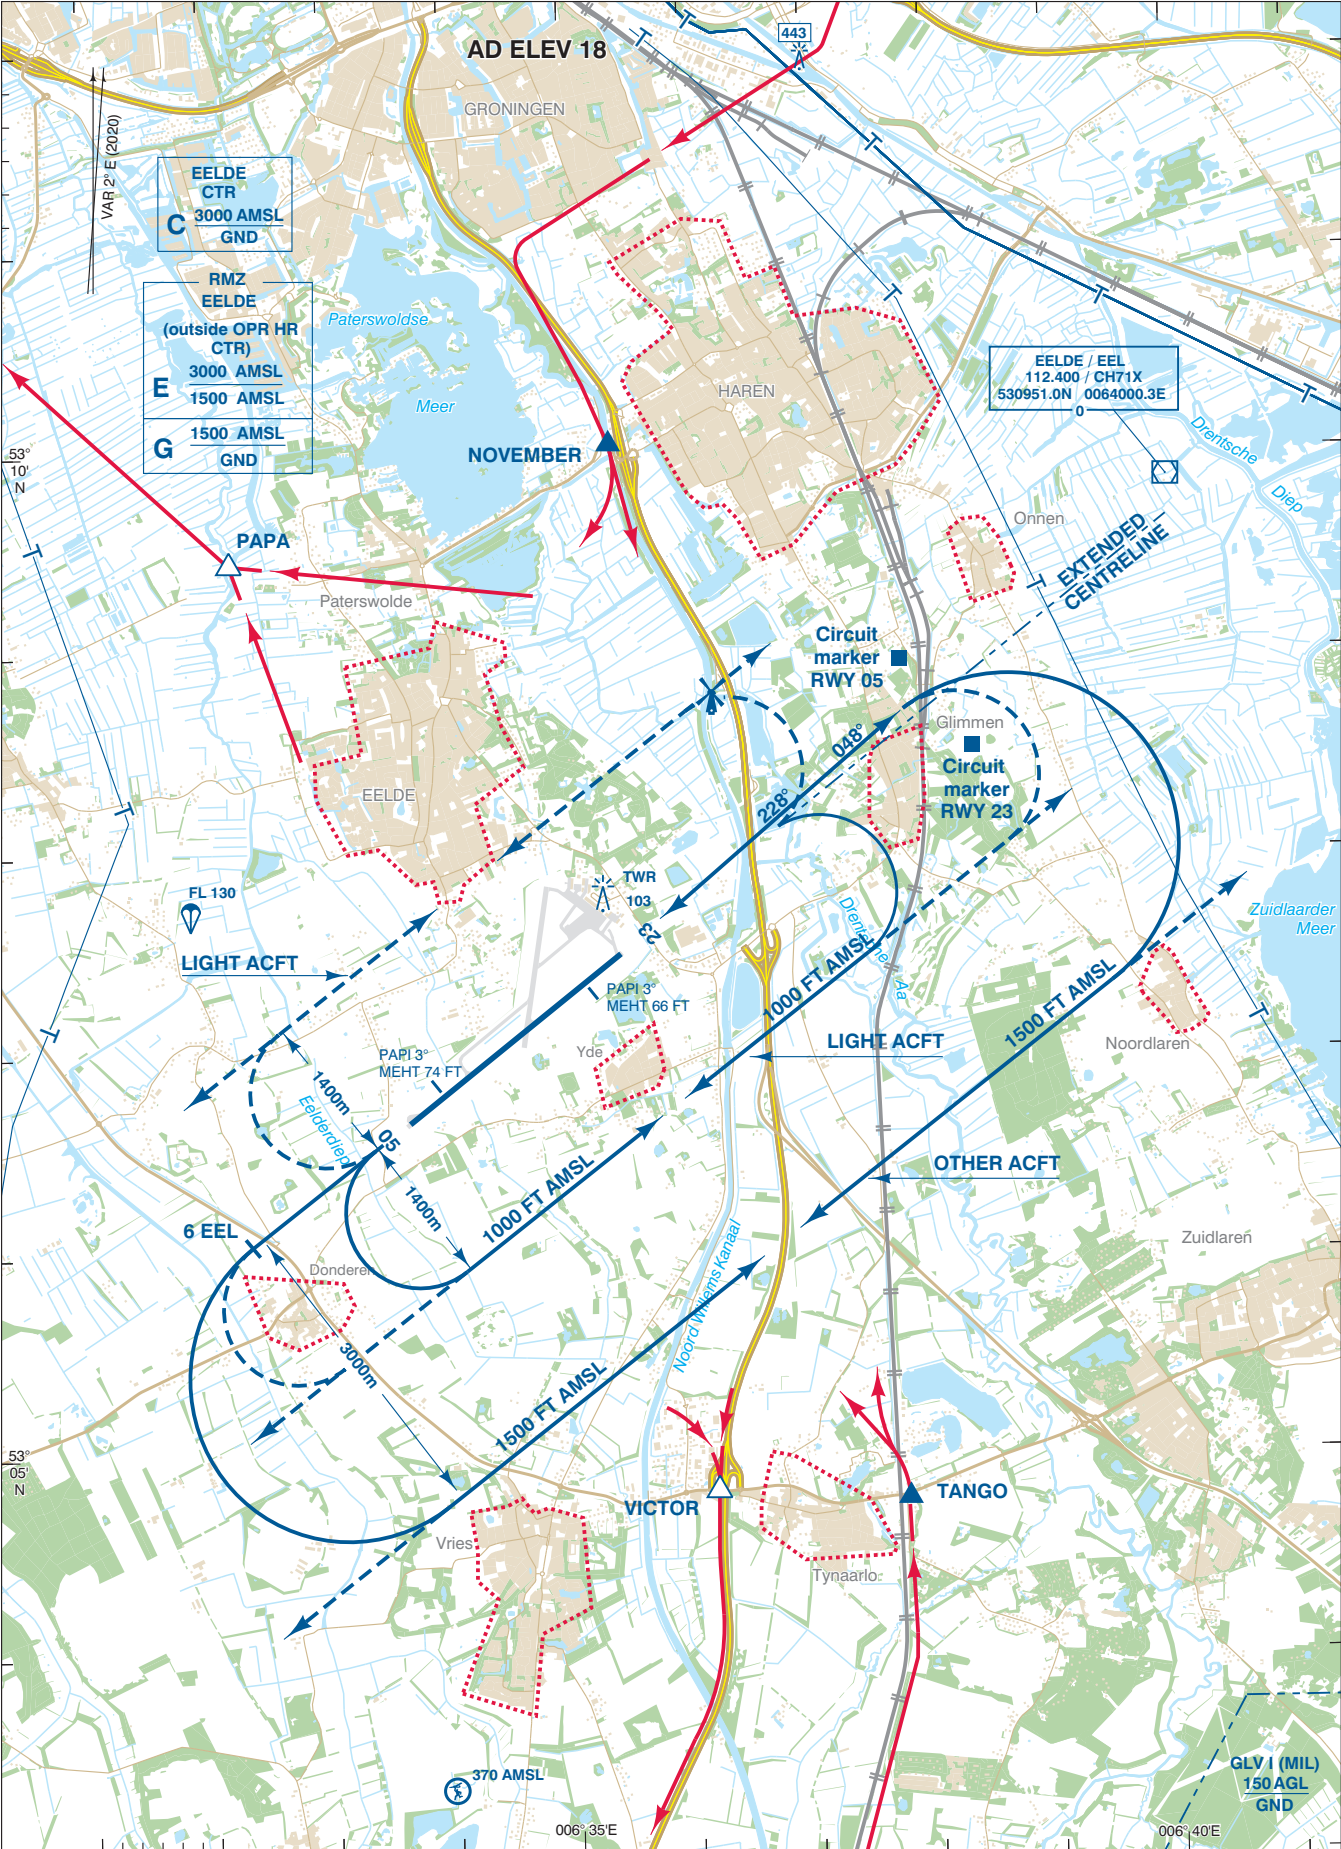 443
AD ELEV 18
GRONINGEN
VAR 2° E (2020)
EELDE
CTR
C 3000 AMSL
GND
RMZ
EELDE
(outside OPR HR
CTR)
E 3000 AMSL
1500 AMSL
G 1500 AMSL
GND
Paterswoldse
Meer
HAREN
EELDE / EEL
112.400 / CH71X
530951.0N 0064000.3E
0
Drentsche
Diep
NOVEMBER
53°
10'
N
Onnen
EXTENDED
CENTRELINE
PAPA
Paterswolde
Circuit
marker
RWY 05
Glimmen
048°
228°
Circuit
marker
RWY 23
EELDE
TWR
103
FL 130
23
Drentsche Aa
Zuidlaarder
Meer
LIGHT ACFT
PAPI 3°
MEHT 66 FT
1000 FT AMSL
1500 FT AMSL
Yde
LIGHT ACFT
Noordlaren
PAPI 3°
MEHT 74 FT
1400m
Eelderdiep
05
OTHER ACFT
1400m
1000 FT AMSL
6 EEL
Zuidlaren
Donderen
Noord Willems Kanaal
3000m
1500 FT AMSL
53°
05'
N
VICTOR
TANGO
Vries
Tynaarlo
370 AMSL
GLV I (MIL)
150 AGL
GND
006° 35'E
006° 40'E